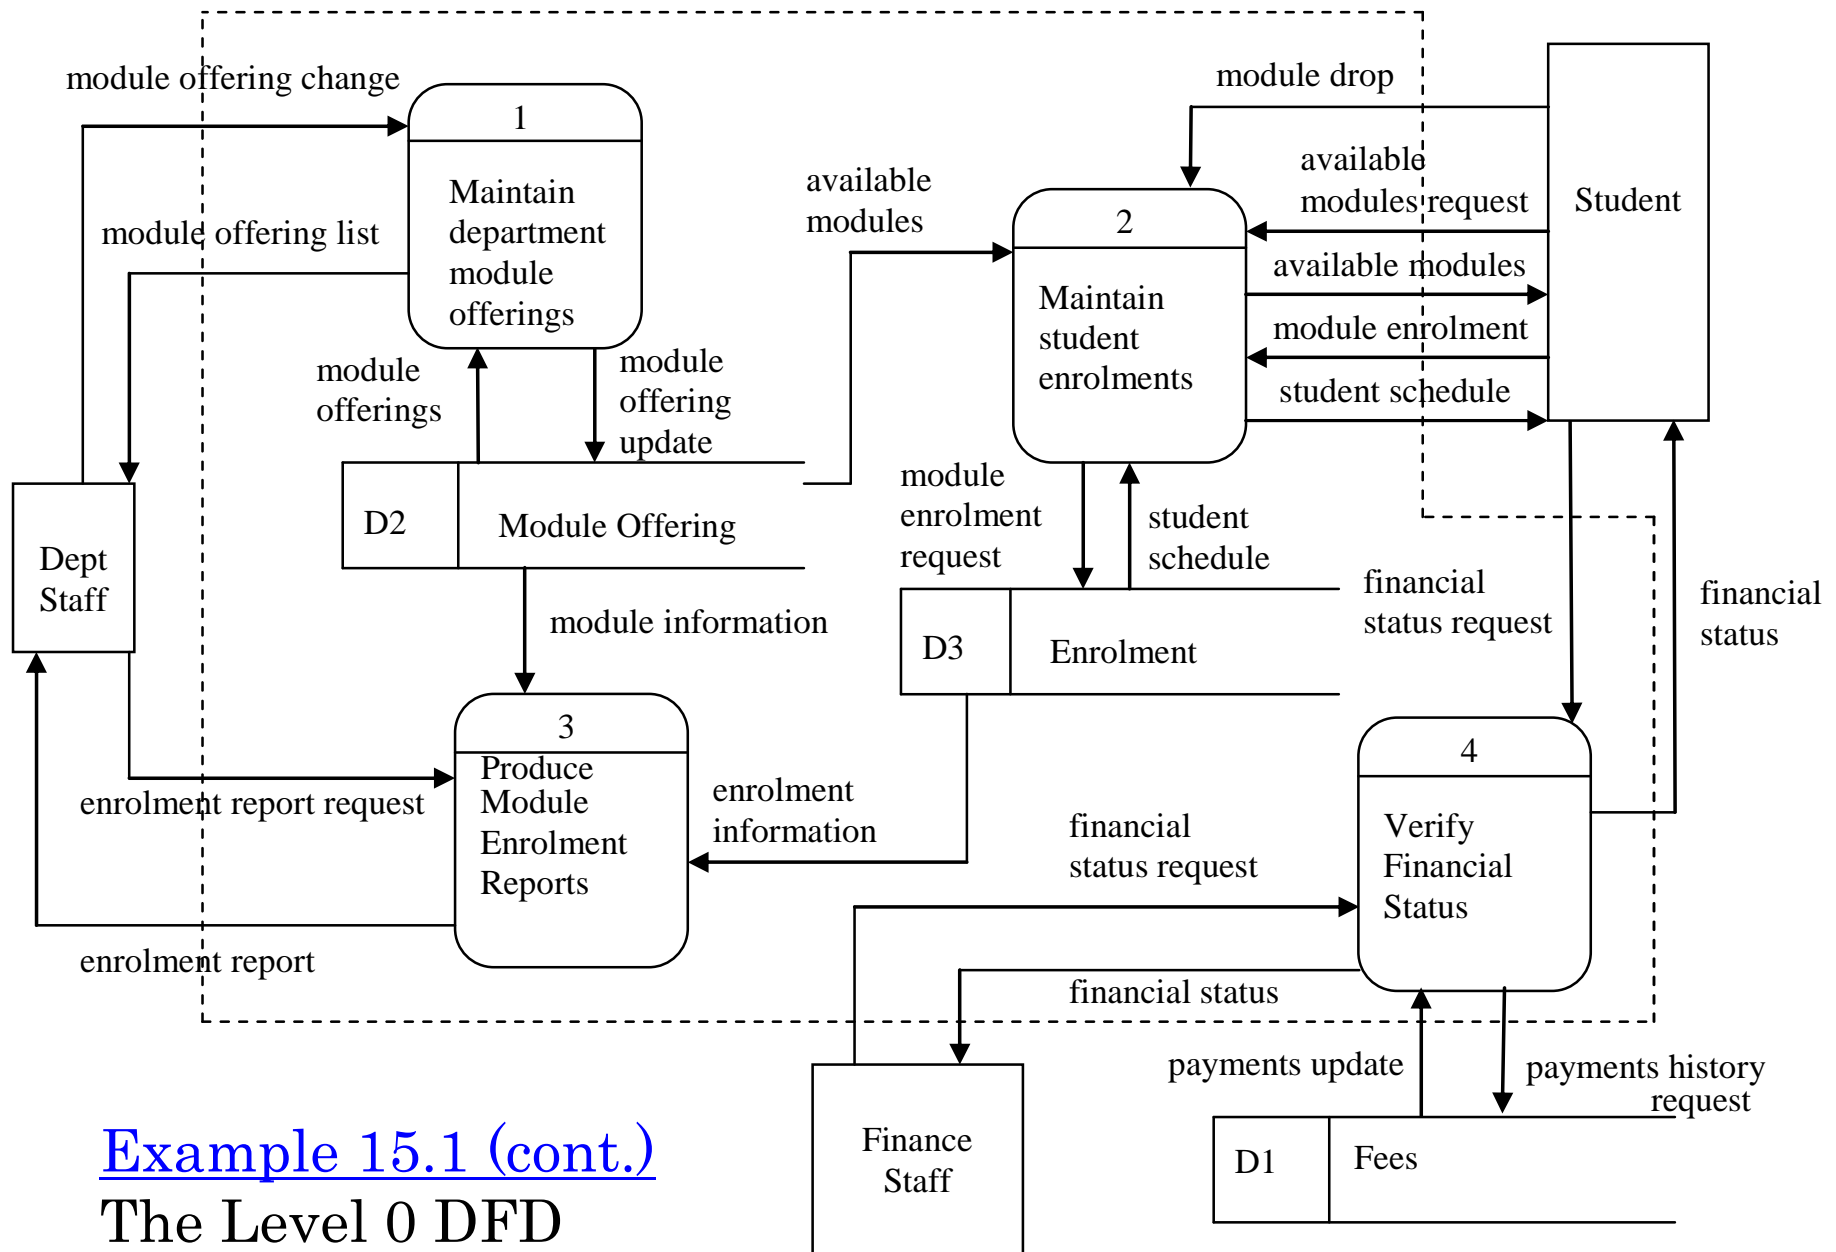 module offering change
1
Maintain
department
module
offerings
module offering list
module
offerings
module
offering
update
D2
Module Offering
Dept
Staff
module information
3
Produce
Module
Enrolment
Reports
enrolment report request
enrolment report
enrolment
information
available
modules
2
Maintain
student
enrolments
module drop
available
modules request
available modules
module enrolment
student schedule
Student
module
enrolment
request
student
schedule
D3
Enrolment
financial
status request
financial
status
4
Verify
Financial
Status
financial
status request
financial status
payments update
payments history
request
Finance
Staff
D1
Fees
Example 15.1 (cont.)
The Level 0 DFD